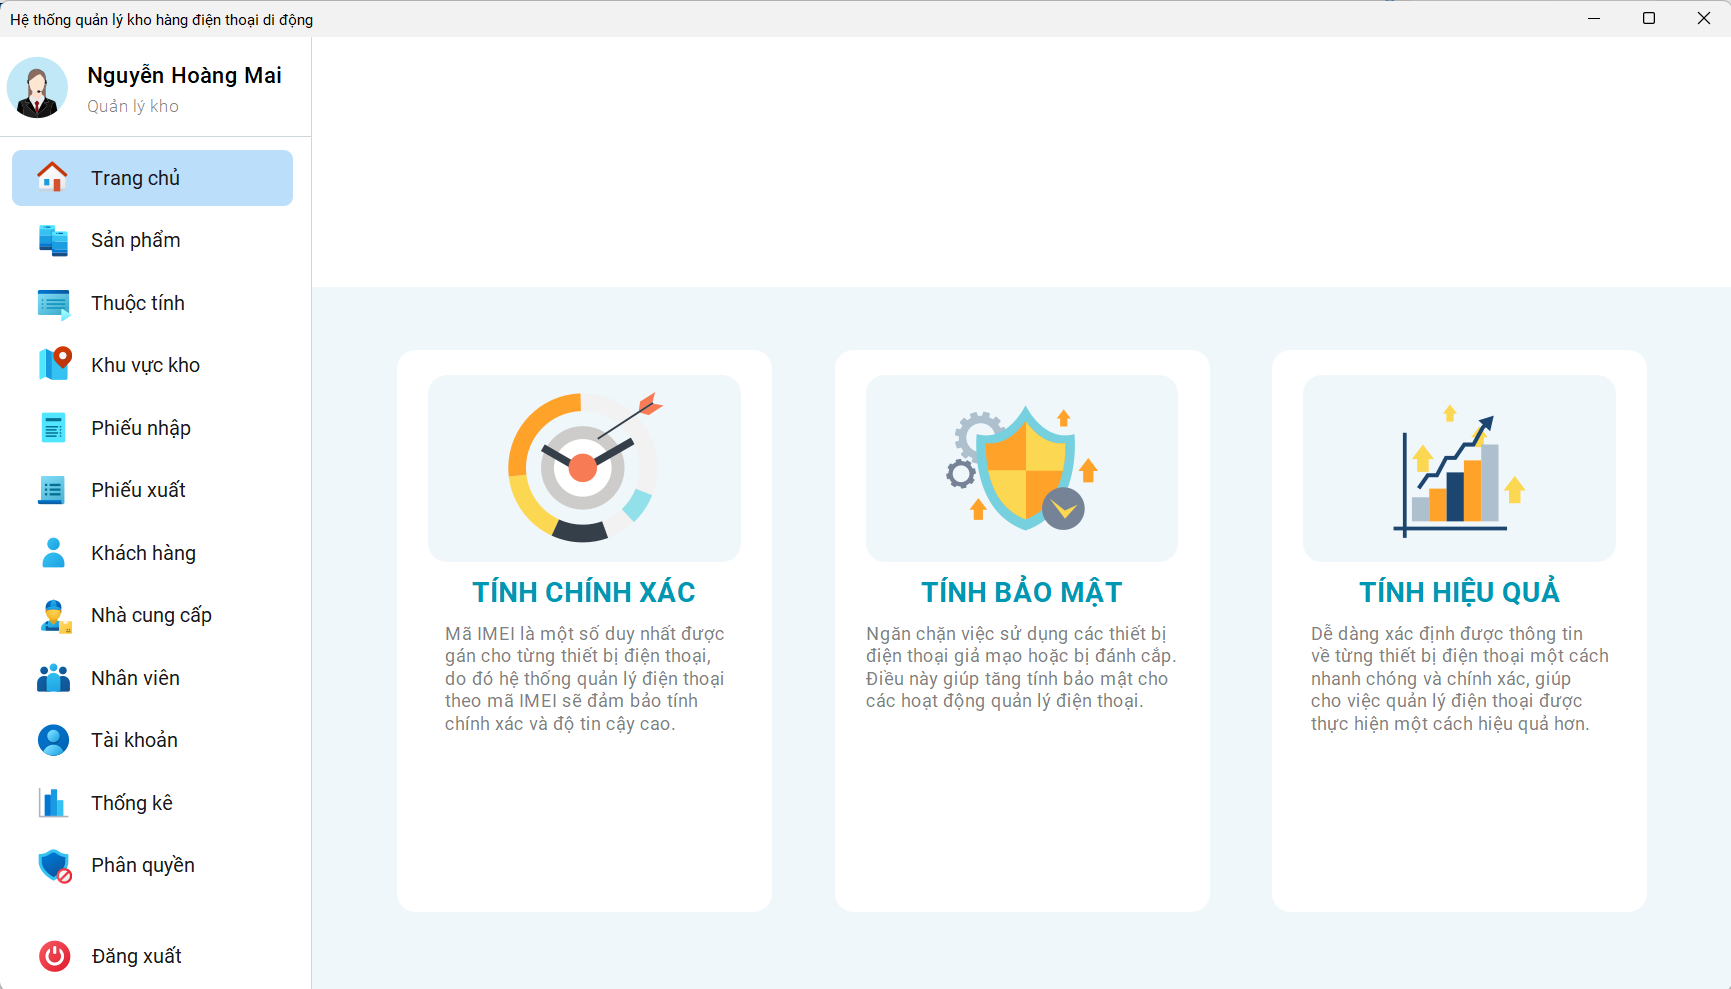 Hệ thống quản lý kho hàng điện thoại di động
Nguyễn Hoàng Mai
Quản lý kho
Trang chủ
Sản phẩm
Thuộc tính
Khu vực kho
Phiếu nhập
Phiếu xuất
Khách hàng
Nhà cung cấp
Nhân viên
Tài khoản
Thống kê
Phân quyền
Đăng xuất
TÍNH CHÍNH XÁC
Mã IMEI là một số duy nhất được
gán cho từng thiết bị điện thoại,
do đó hệ thống quản lý điện thoại
theo mã IMEI sẽ đảm bảo tính
chính xác và độ tin cậy cao.
TÍNH BẢO MẬT
Ngăn chặn việc sử dụng các thiết bị
điện thoại giả mạo hoặc bị đánh cắp.
Điều này giúp tăng tính bảo mật cho
các hoạt động quản lý điện thoại.
TÍNH HIỆU QUẢ
Dễ dàng xác định được thông tin
về từng thiết bị điện thoại một cách
nhanh chóng và chính xác, giúp
cho việc quản lý điện thoại được
thực hiện một cách hiệu quả hơn.